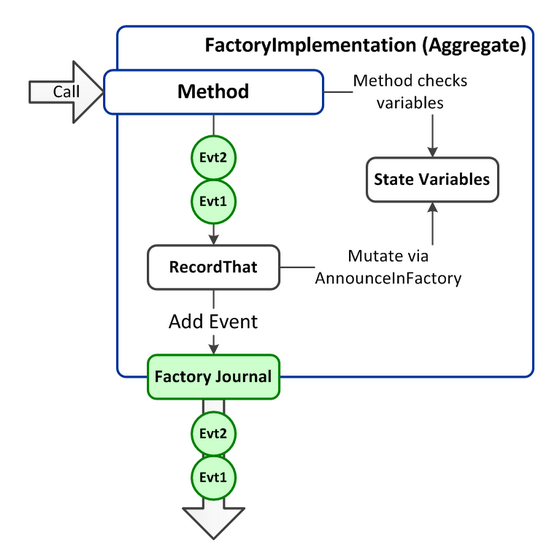 FactoryImplementation (Aggregate)
Call
Method
Method checks
variables
Evt2
Evt1
State Variables
RecordThat
Mutate via
AnnounceInFactory
Add Event
Factory Journal
Evt2
Evt1